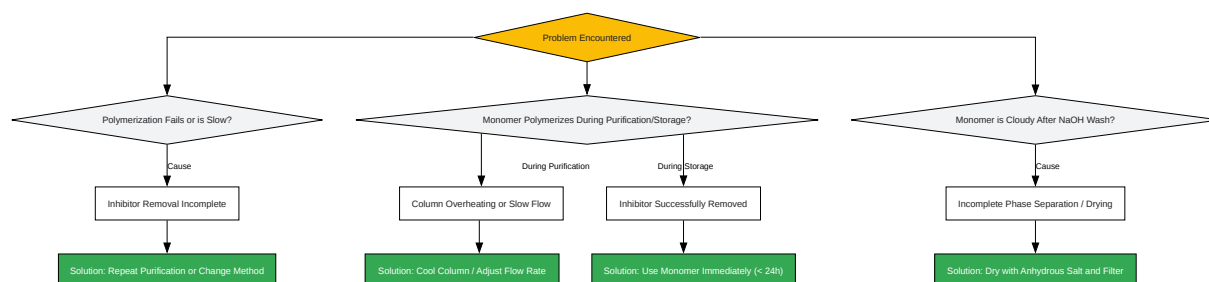 Problem Encountered
Polymerization Fails or is Slow?
Monomer Polymerizes During Purification/Storage?
Monomer is Cloudy After NaOH Wash?
Cause
During Purification
During Storage
Cause
Inhibitor Removal Incomplete
Column Overheating or Slow Flow
Inhibitor Successfully Removed
Incomplete Phase Separation / Drying
Solution: Repeat Purification or Change Method
Solution: Cool Column / Adjust Flow Rate
Solution: Use Monomer Immediately (< 24h)
Solution: Dry with Anhydrous Salt and Filter